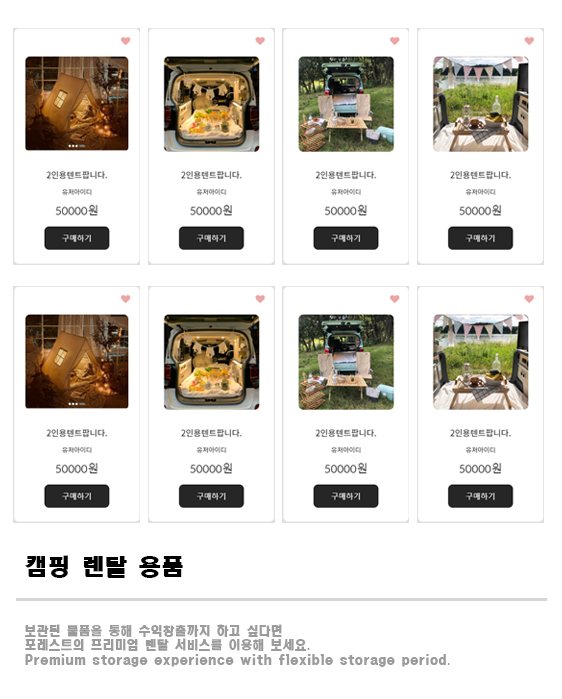 2인용텐트팝니다. 2인용텐트팝니다. 2인용텐트팝니다. 2인용텐트팝니다.
유저아이디 유저아이디 유저아이디 유저아이디
50000원 50000원 50000원 50000원
구매하기 구매하기 구매하기 구매하기
2인용텐트팝니다. 2인용텐트팝니다. 2인용텐트팝니다. 2인용텐트팝니다.
유저아이디 유저아이디 유저아이디 유저아이디
50000원 50000원 50000원 50000원
구매하기 구매하기 구매하기 구매하기
캠핑 렌탈 용품
보관된 물품을 통해 수익창출까지 하고 싶다면
포레스트의 프리미엄 렌탈 서비스를 이용해 보세요.
Premium storage experience with flexible storage period.